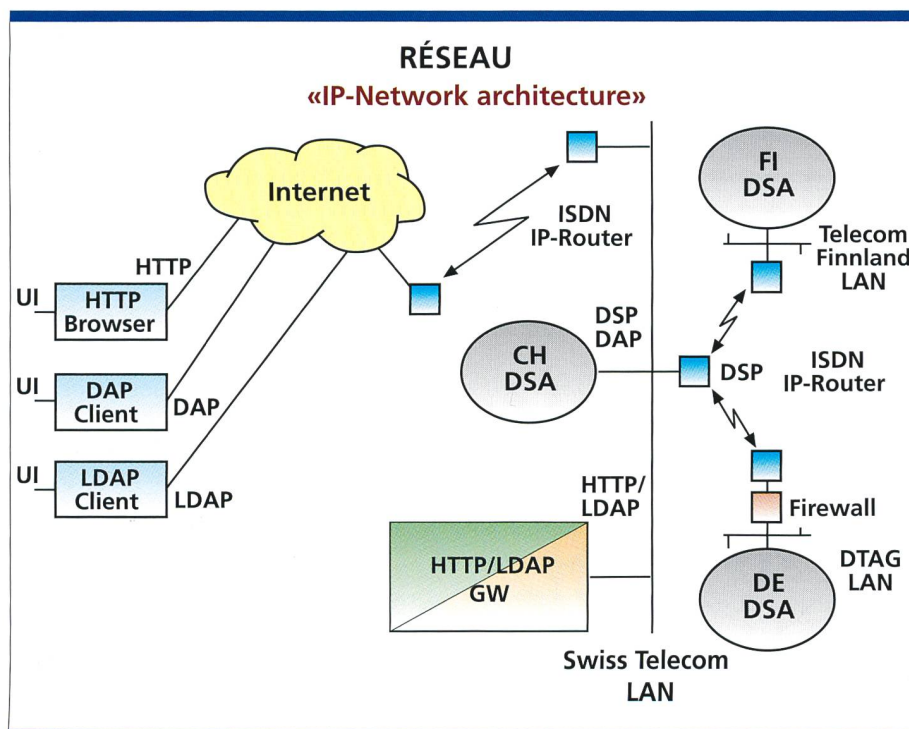 RÉSEAU
«IP-Network architecture»
Internet
ISDN
IP-Router
FI
DSA
Telecom
Finnland
LAN
HTTP
UI
HTTP
Browser
DSP
DAP
CH
DSA
DSP
ISDN
IP-Router
UI
DAP
Client
DAP
UI
LDAP
Client
LDAP
HTTP/
LDAP
Firewall
HTTP/LDAP
GW
DE
DSA
DTAG
LAN
Swiss Telecom
LAN